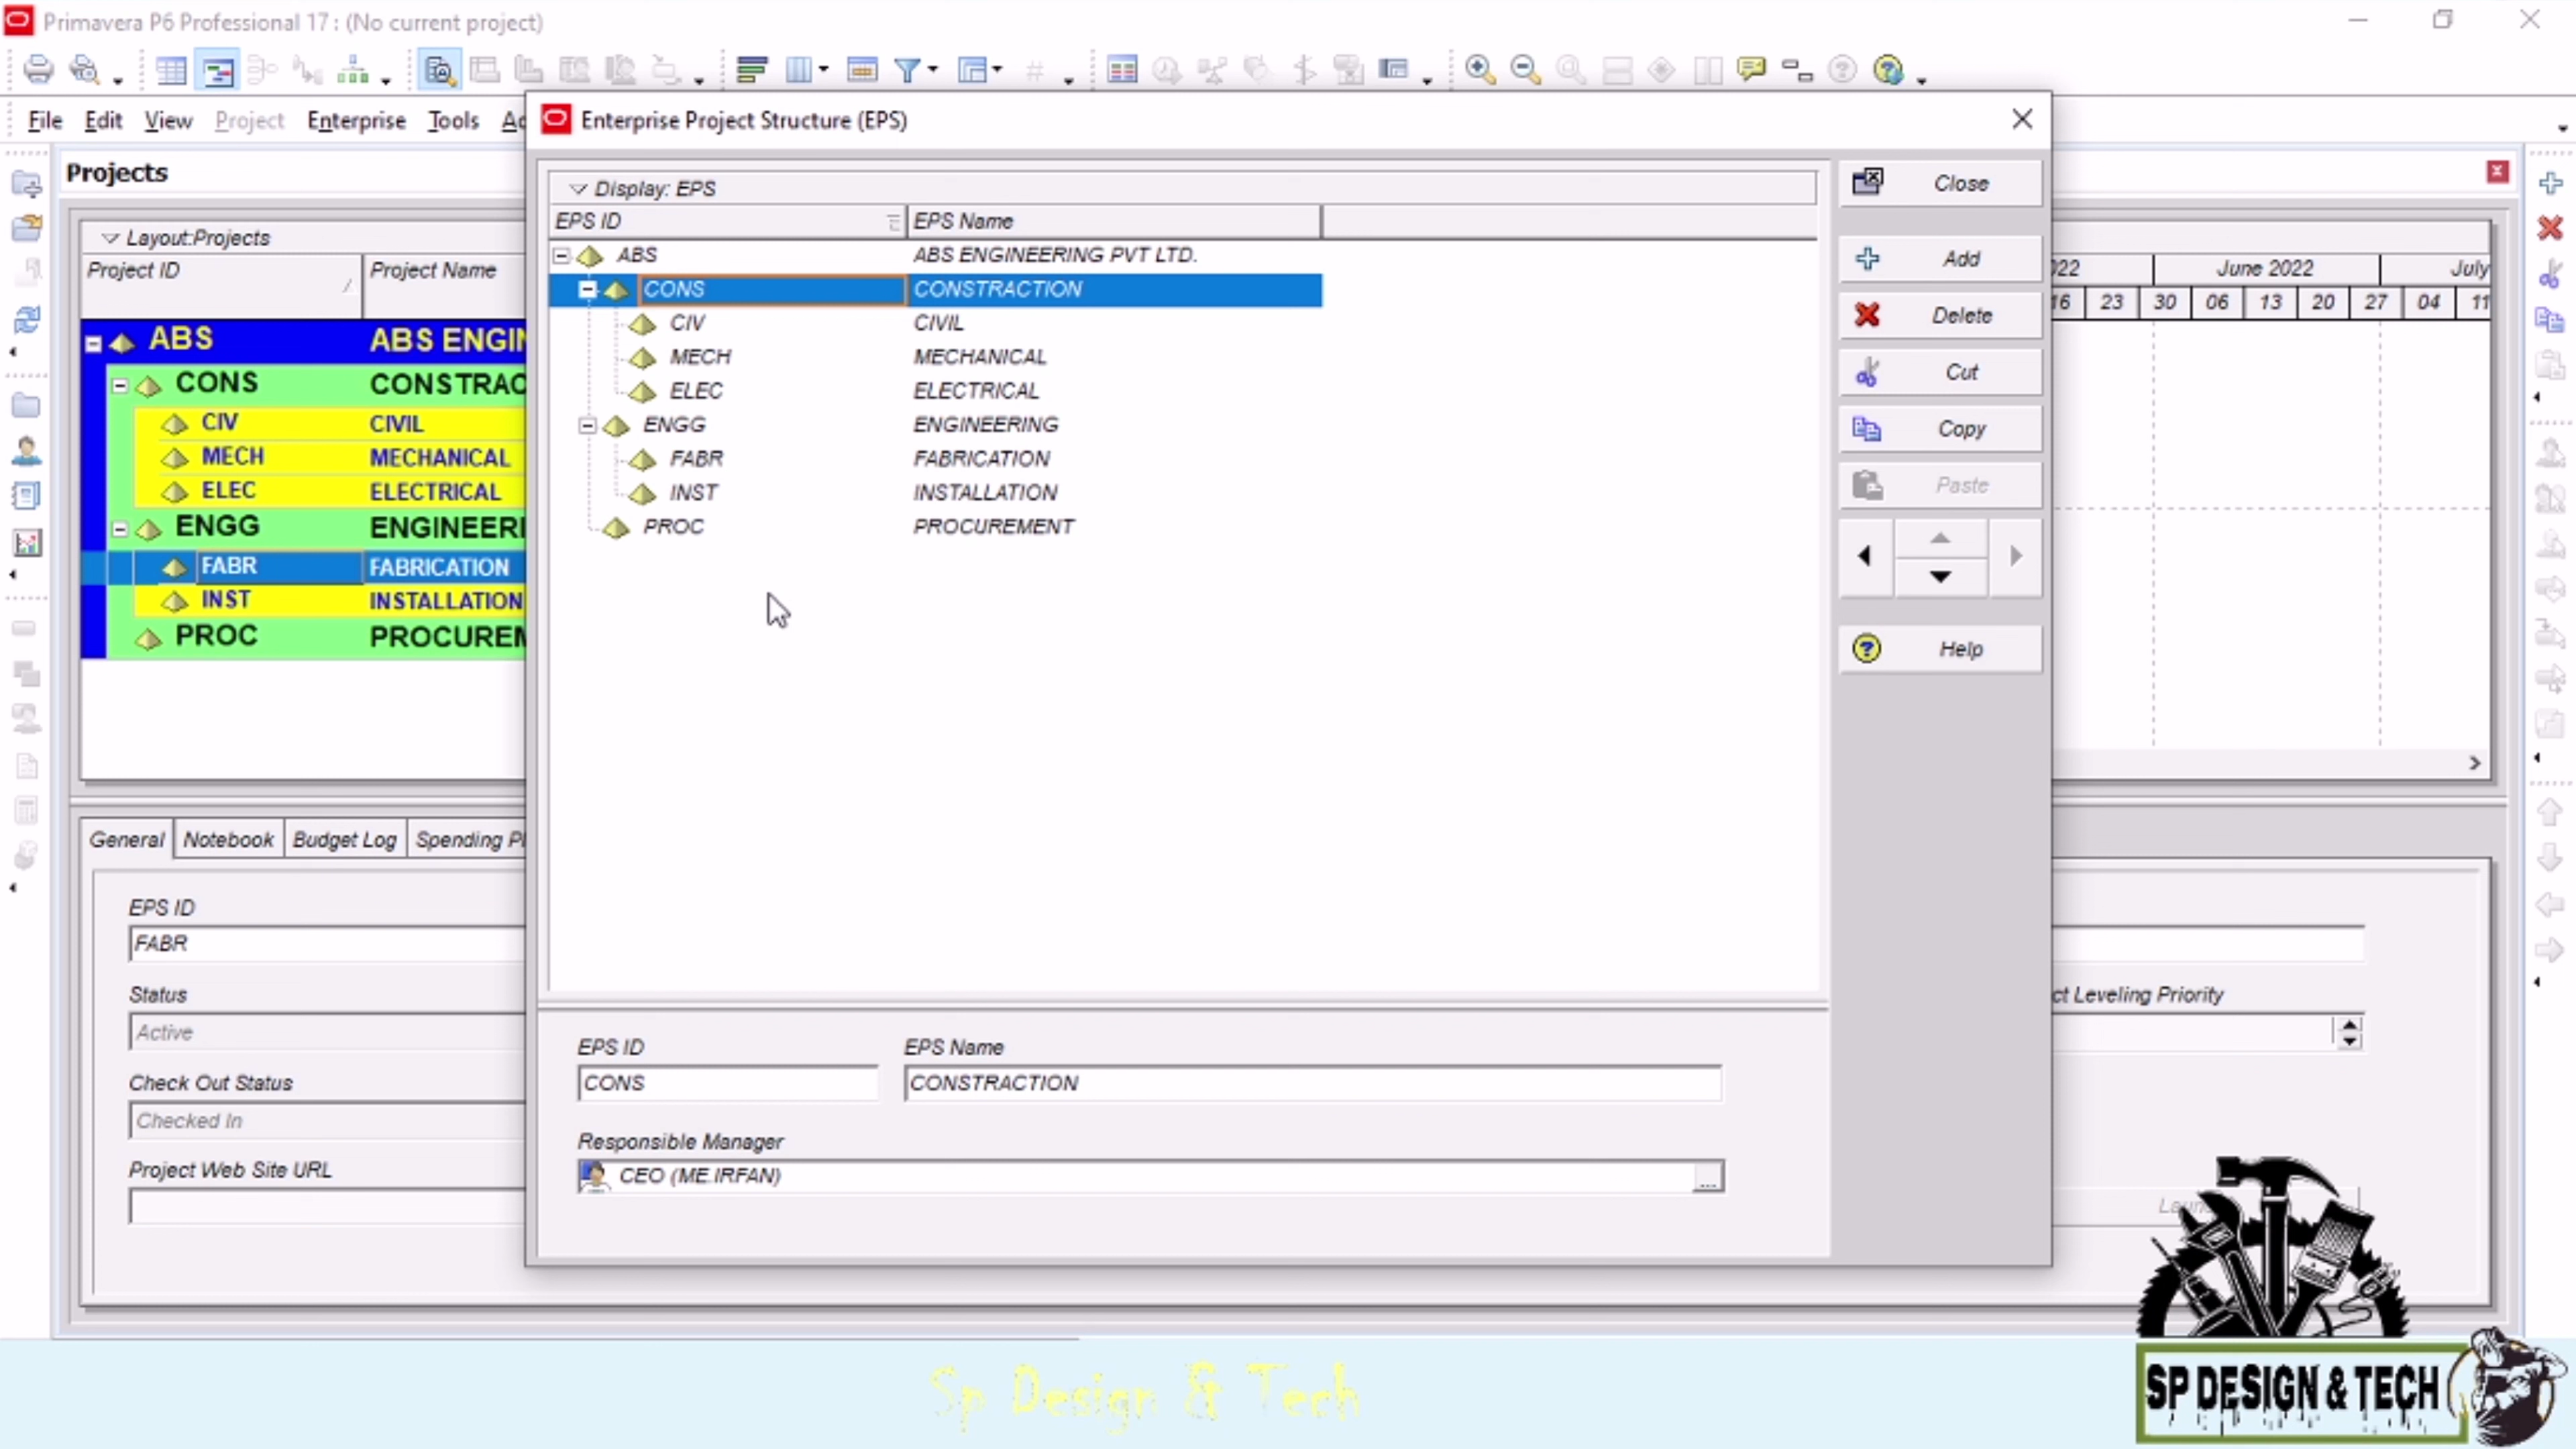 Primavera P6 Professional 17 : (No current project)
File Edit View Project Enterprise Tools
Enterprise Project Structure (EPS)
Projects
Layout:Projects
Project ID Project Name
ABS
CONS
CIV CIVIL
MECH MECHANICAL
ELEC ELECTRICAL
ENGG
FABR FABRICATION
INST INSTALLATION
PROC
Display: EPS
EPS ID EPS Name
ABS ABS ENGINEERING PVT LTD.
CONS CONSTRACTION
CIV CIVIL
MECH MECHANICAL
ELEC ELECTRICAL
ENGG ENGINEERING
FABR FABRICATION
INST INSTALLATION
PROC PROCUREMENT
Close
Add
Delete
Cut
Copy
Paste
Help
June 2022 July
16 23 30 06 13 20 27 04 11
General Notebook Budget Log Spending
EPS ID
FABR
Status
Active
Check Out Status
Checked In
Project Web Site URL
EPS ID EPS Name
CONS CONSTRACTION
Responsible Manager
CEO (ME.IRFAN)
Leveling Priority
Sp Design & Tech
SP DESIGN & TECH